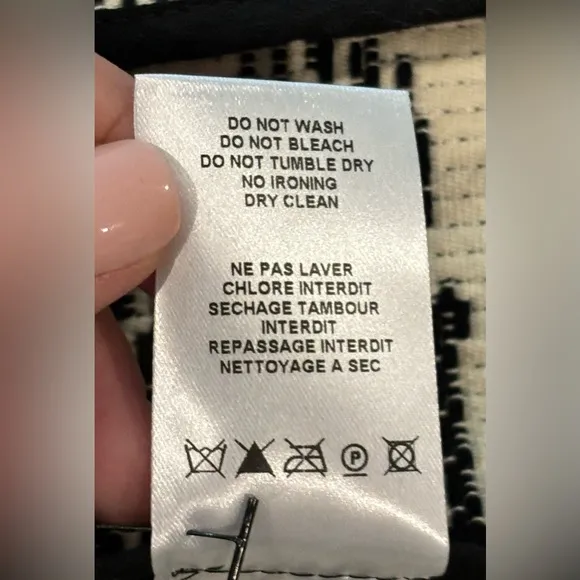 DO NOT WASH
DO NOT BLEACH
DO NOT TUMBLE DRY
NO IRONING
DRY CLEAN
NE PAS LAVER
CHLORE INTERDIT
SECHAGE TAMBOUR
INTERDIT
REPASSAGE INTERDIT
NETTOYAGE A SEC
P